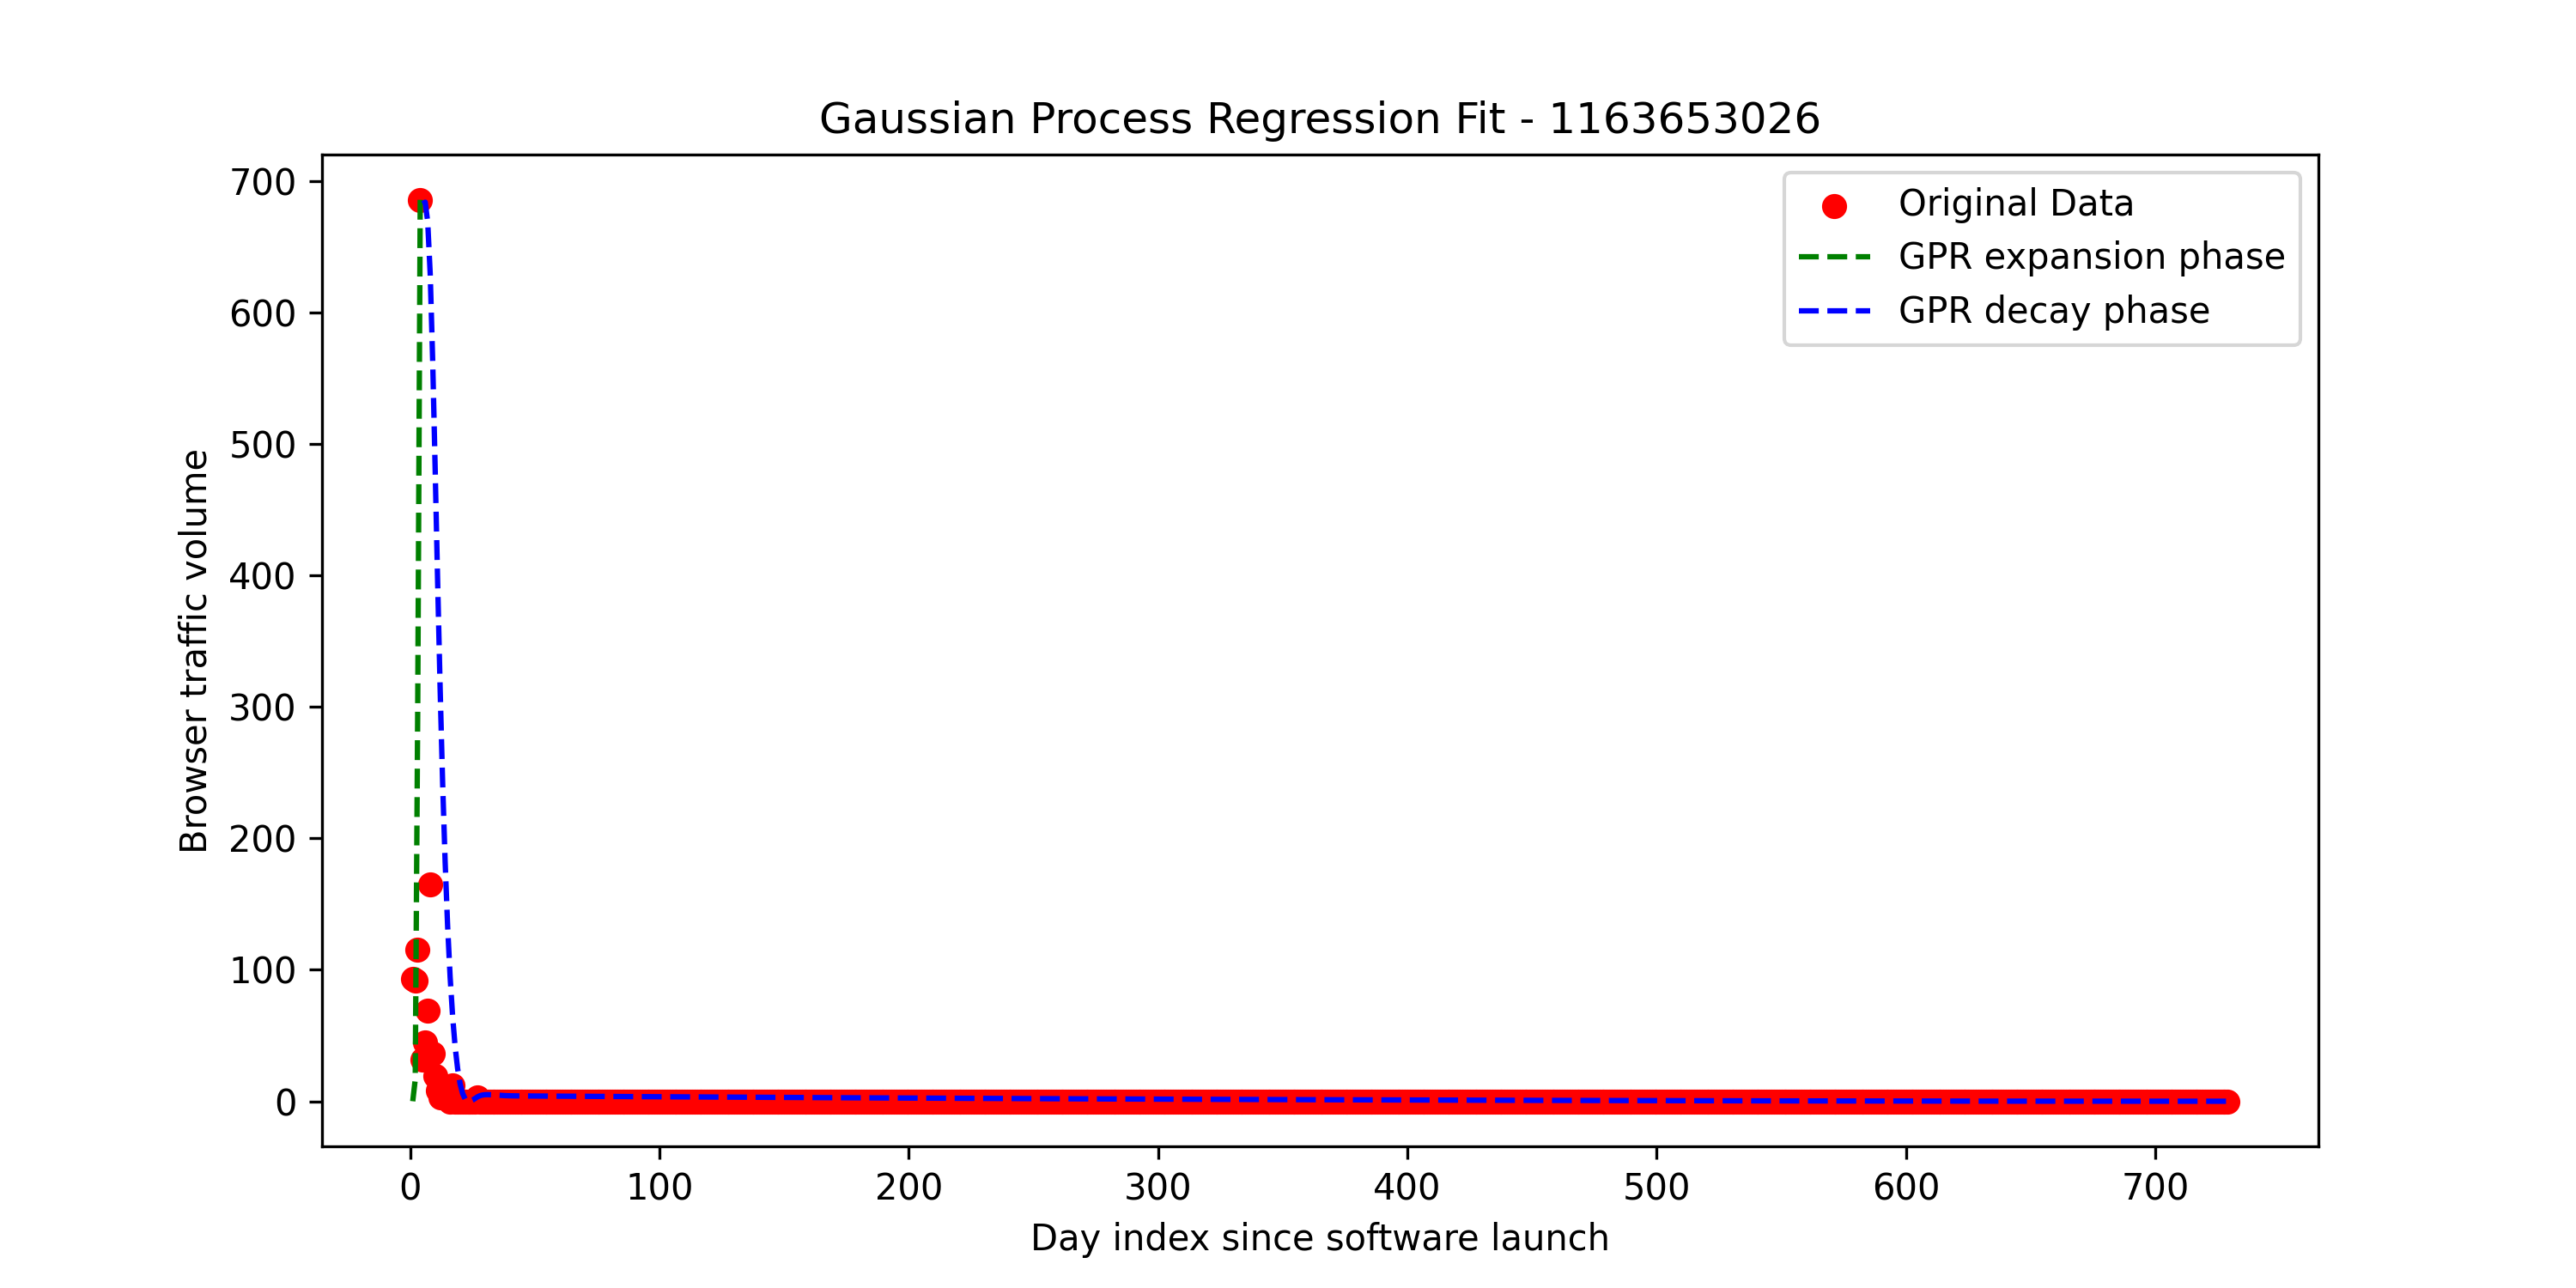 Gaussian Process Regression Fit - 1163653026
Original Data
GPR expansion phase
GPR decay phase
Browser traffic volume
700
600
500
400
300
200
100
0
0 100 200 300 400 500 600 700
Day index since software launch